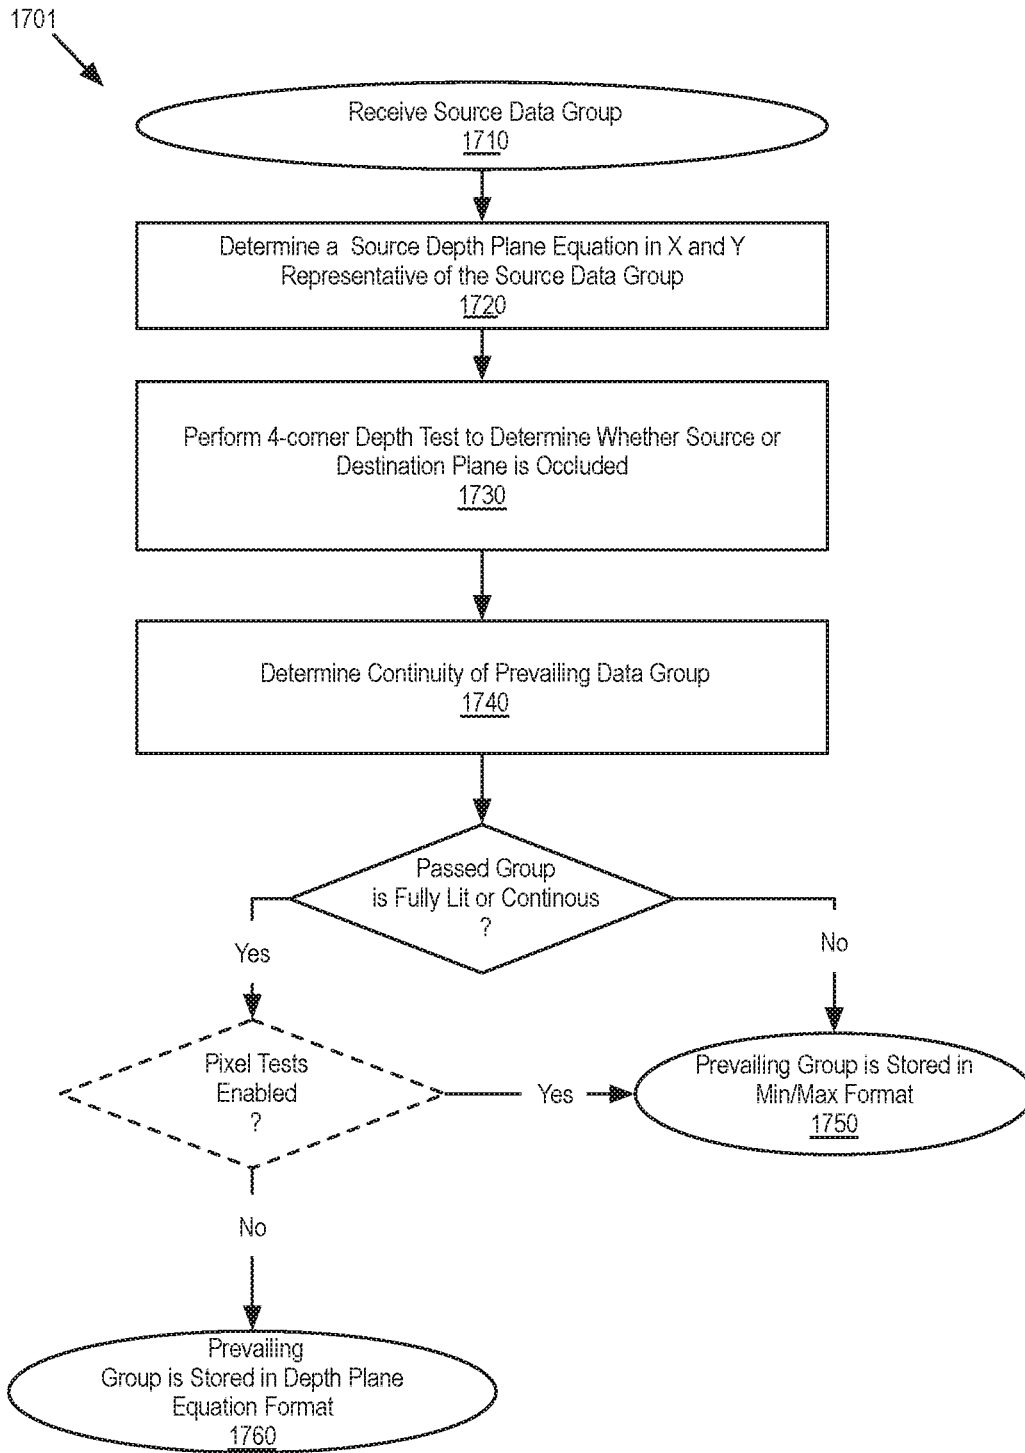 1701
Receive Source Data Group
1710
Determine a Source Depth Plane Equation in X and Y
Representative of the Source Data Group
1720
Perform 4-corner Depth Test to Determine Whether Source or
Destination Plane is Occluded
1730
Determine Continuity of Prevailing Data Group
1740
Passed Group
is Fully Lit or Continous
?
Yes
No
Pixel Tests
Enabled
?
Yes
Prevailing Group is Stored in
Min/Max Format
1750
No
Prevailing
Group is Stored in Depth Plane
Equation Format
1760